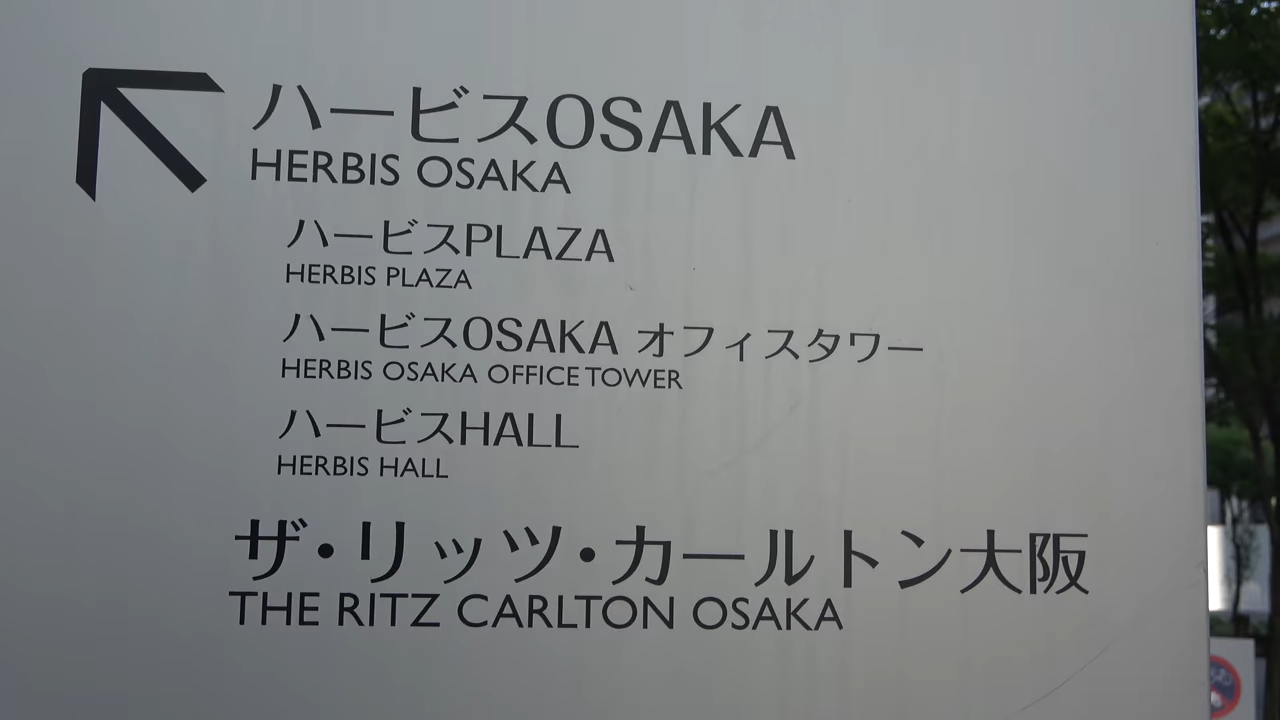 ハービスOSAKA
HERBIS OSAKA
ハービスPLAZA
HERBIS PLAZA
ハービスOSAKA オフィスタワー
HERBIS OSAKA OFFICE TOWER
ハービスHALL
HERBIS HALL
ザ・リッツ・カールトン大阪
THE RITZ CARLTON OSAKA